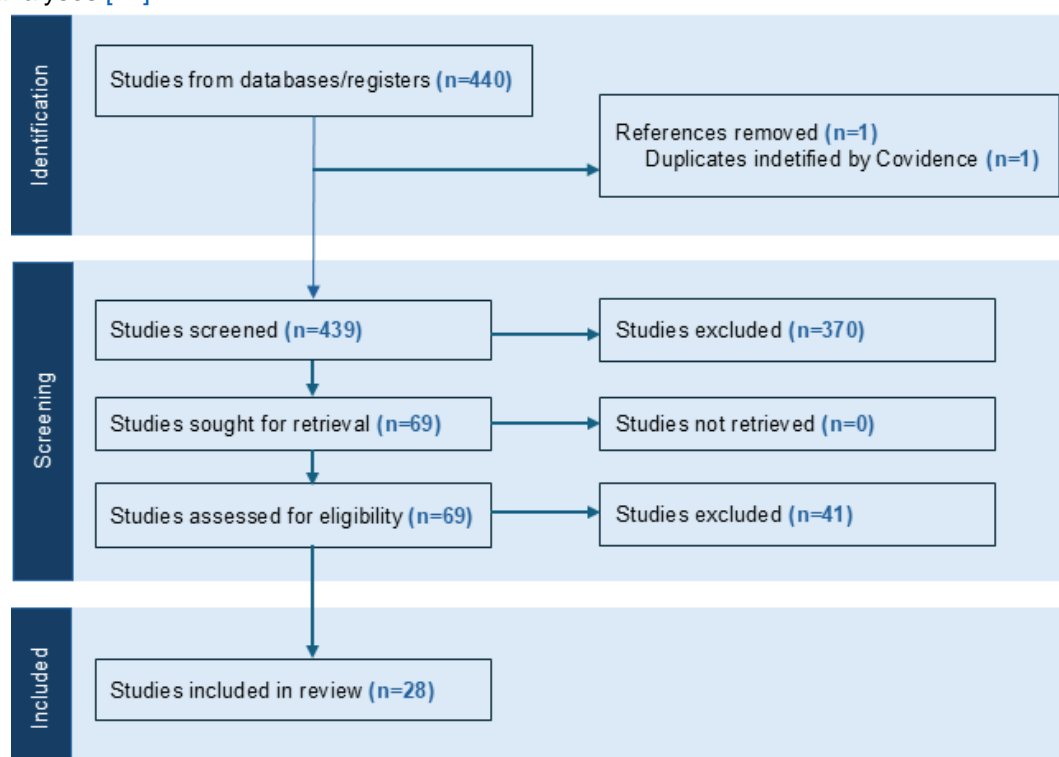 Identification
Studies from databases/registers (n=440)
References removed (n=1)
Duplicates indetified by Covidence (n=1)
Screening
Studies screened (n=439)
Studies excluded (n=370)
Studies sought for retrieval (n=69)
Studies not retrieved (n=0)
Studies assessed for eligibility (n=69)
Studies excluded (n=41)
Included
Studies included in review (n=28)